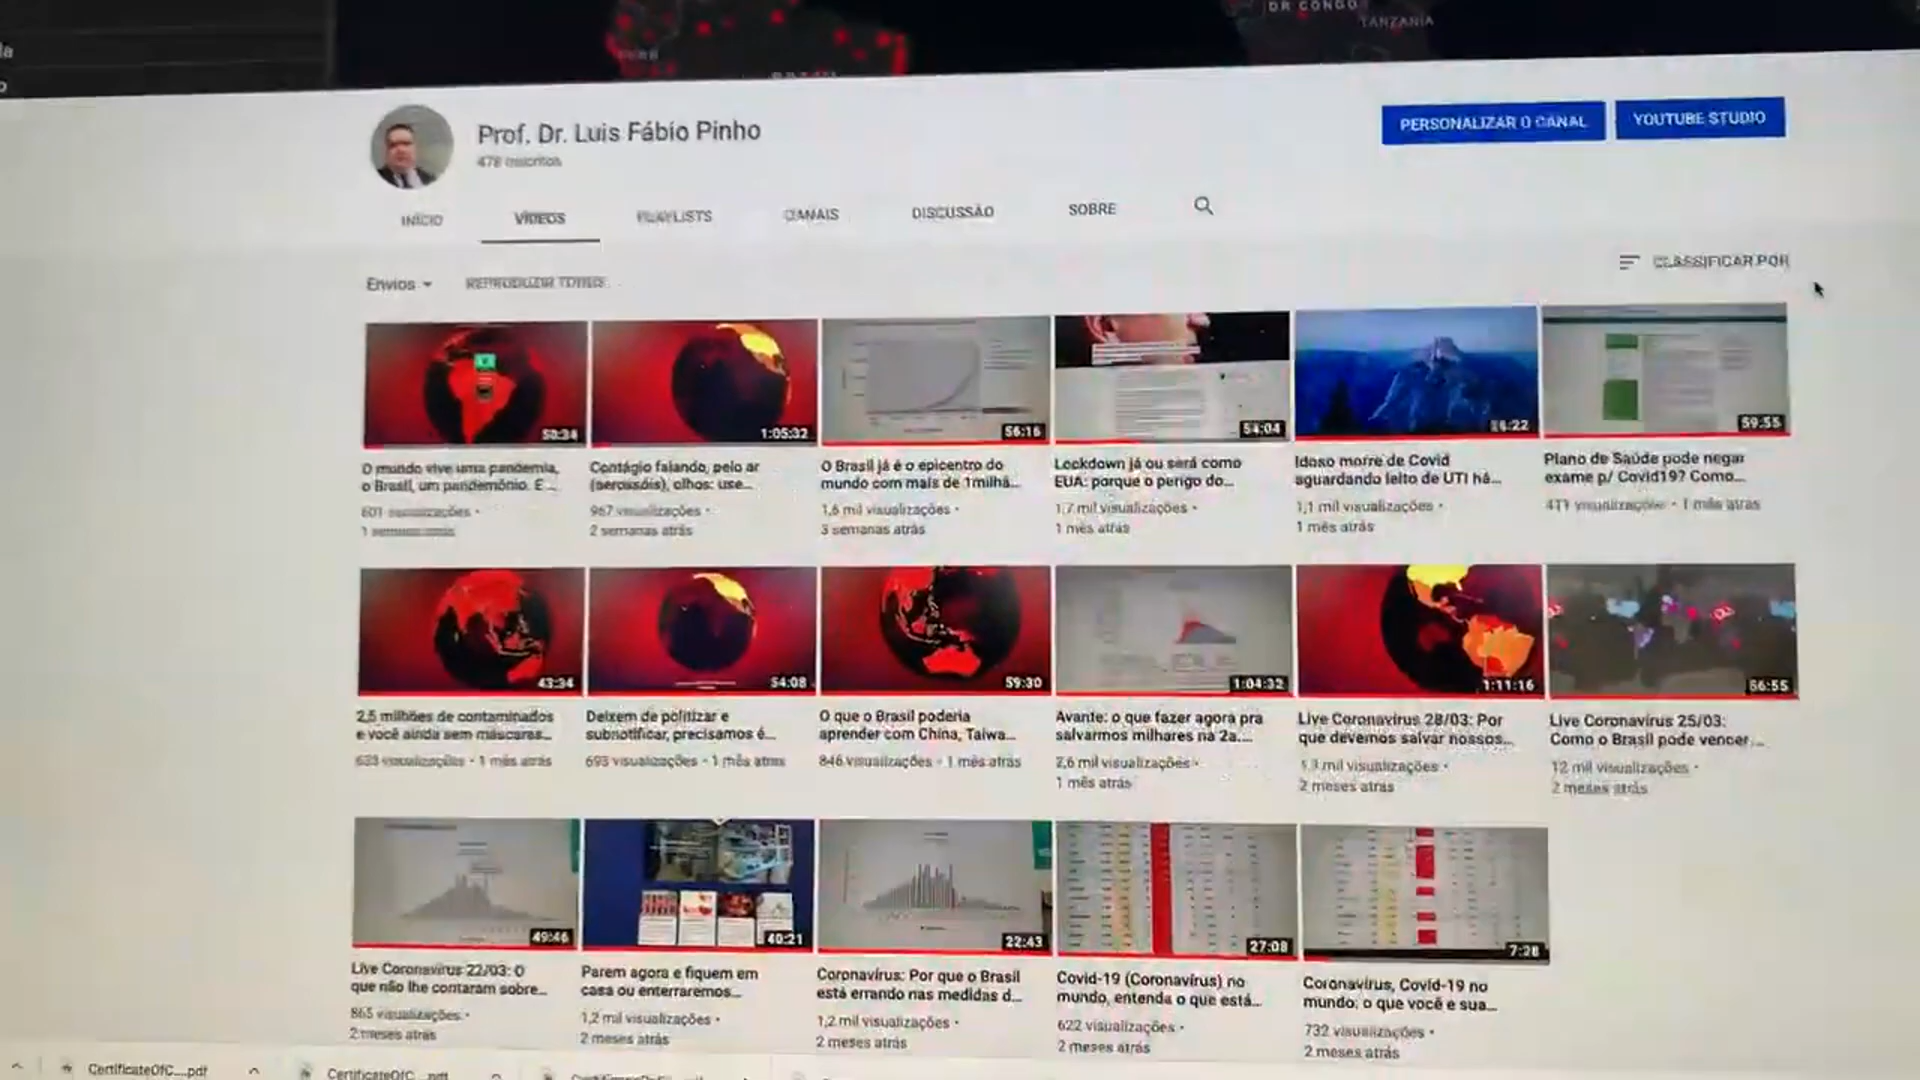 DR CONGO
TANZANIA
Prof. Dr. Luis Fábio Pinho
478 inscritos
PERSONALIZAR O CANAL
YOUTUBE STUDIO
INÍCIO
VÍDEOS
PLAYLISTS
CANAIS
DISCUSSÃO
SOBRE
Envios
REPRODUZIR TODOS
CLASSIFICAR POR
1:05:32
56:16
54:04
59:55
O mundo vive uma pandemia,
o Brasil, um pandemônio. E ...
601 visualizações •
1 semana atrás
Contágio falando, pelo ar
(aerossóis), olhos: use...
967 visualizações •
2 semanas atrás
O Brasil já é o epicentro do
mundo com mais de 1milhã...
1,6 mil visualizações •
3 semanas atrás
Lockdown já ou será como
EUA: porque o perigo do...
1,7 mil visualizações •
1 mês atrás
Idoso morre de Covid
aguardando leito de UTI há...
1,1 mil visualizações •
1 mês atrás
Plano de Saúde pode negar
exame p/ Covid19? Como...
visualizações • 1 mês atrás
43:34
54:08
59:30
1:04:32
1:11:16
56:55
2,5 milhões de contaminados
e você ainda sem máscaras...
633 visualizações • 1 mês atrás
Deixem de politizar e
subnotificar, precisamos é...
693 visualizações • 1 mês atrás
O que o Brasil poderia
aprender com China, Taiwa...
846 visualizações • 1 mês atrás
Avante: o que fazer agora pra
salvarmos milhares na 2a....
2,6 mil visualizações •
1 mês atrás
Live Coronavírus 28/03: Por
que devemos salvar nossos...
mil visualizações •
2 meses atrás
Live Coronavírus 25/03:
Como o Brasil pode vencer...
12 mil visualizações •
2 meses atrás
49:46
40:21
22:43
27:08
7:28
Live Coronavírus 22/03: O
que não lhe contaram sobre...
865 visualizações •
2 meses atrás
Parem agora e fiquem em
casa ou enterraremos...
1,2 mil visualizações •
2 meses atrás
Coronavírus: Por que o Brasil
está errando nas medidas d...
1,2 mil visualizações •
2 meses atrás
Covid-19 (Coronavírus) no
mundo, entenda o que está...
622 visualizações •
2 meses atrás
Coronavírus, Covid-19 no
mundo: o que você e sua...
732 visualizações •
2 meses atrás
CertificateOfC....pdf
CertificateOfC....pdf